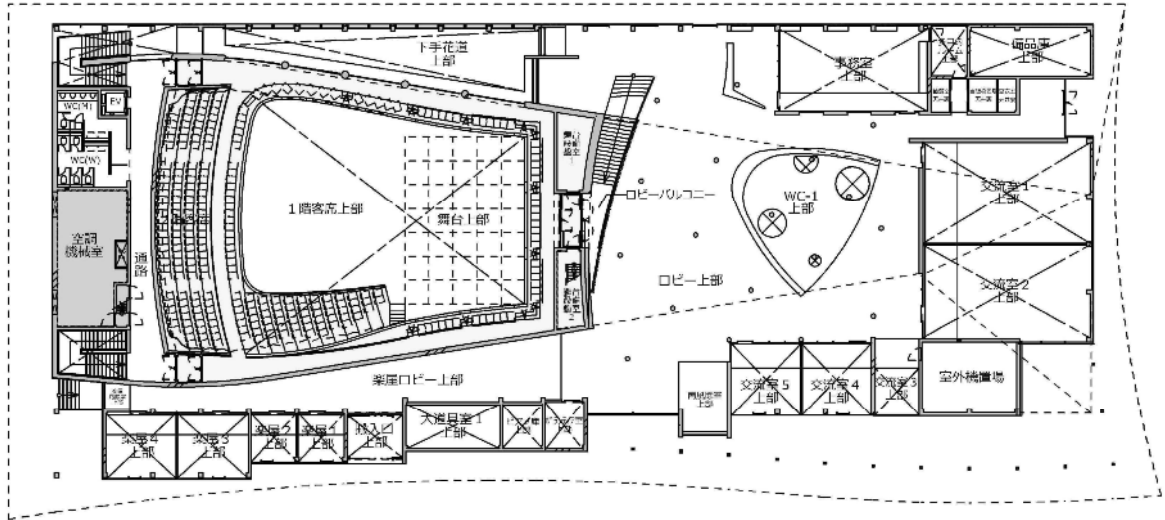 下手花道
上部
事務室
上部
備品庫
上部
WC(M)
EV
WC(W)
1階客席上部
舞台上部
ロビーバルコニー
WC-1
上部
交流室1
上部
空調
機械室
通路
ロビー上部
交流室2
上部
楽屋ロビー上部
交流室5
上部
交流室4
上部
交流室3
上部
室外機置場
楽屋4
上部
楽屋3
上部
楽屋2
上部
楽屋1
上部
搬入口
上部
大道具室1
上部
上部